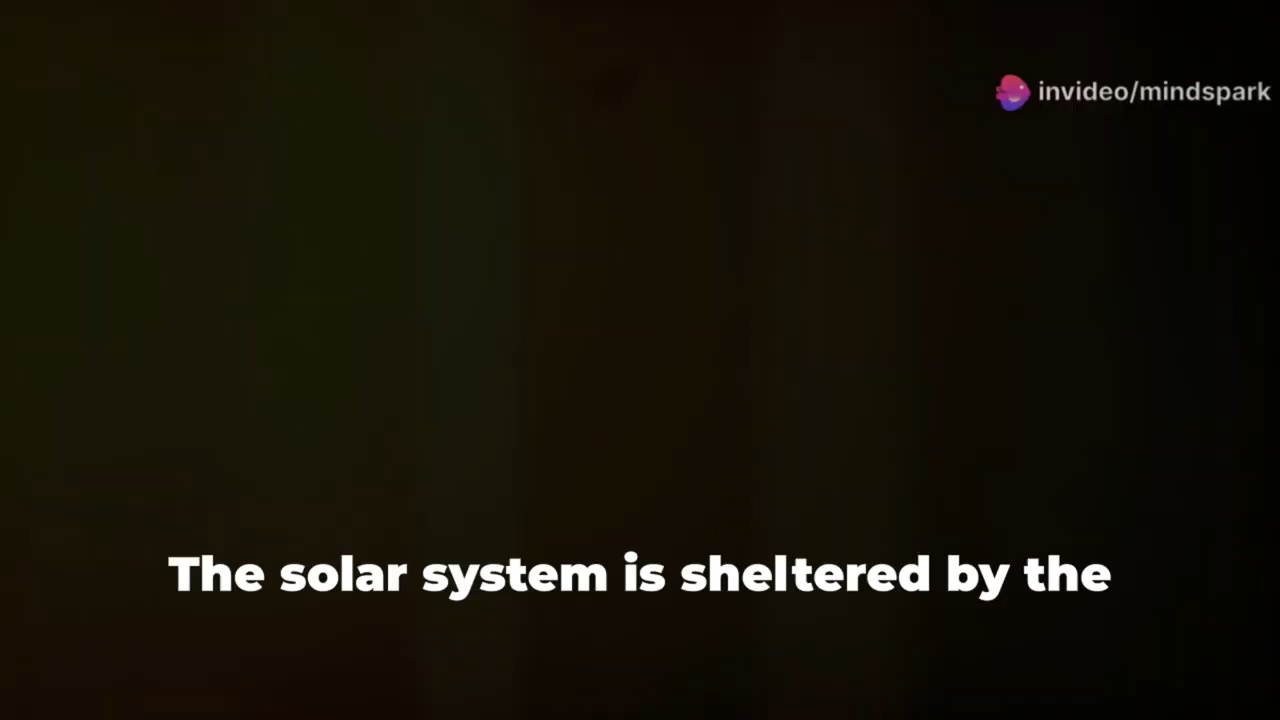 invideo/mindspark
The solar system is sheltered by the